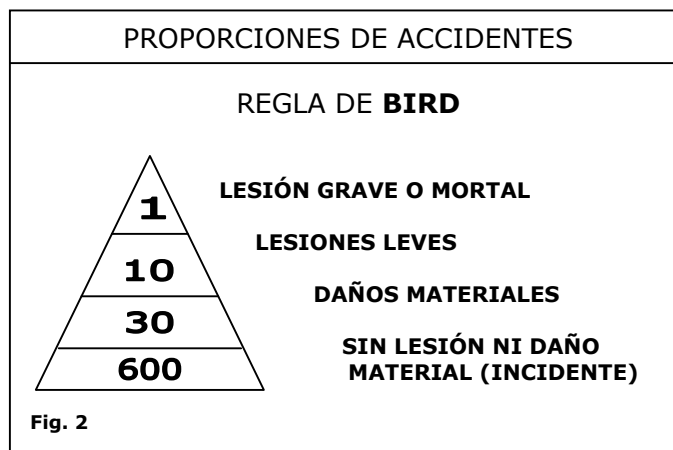 PROPORCIONES DE ACCIDENTES
REGLA DE BIRD
1
LESIÓN GRAVE O MORTAL
LESIONES LEVES
10
DAÑOS MATERIALES
30
SIN LESIÓN NI DAÑO
MATERIAL (INCIDENTE)
600
Fig. 2